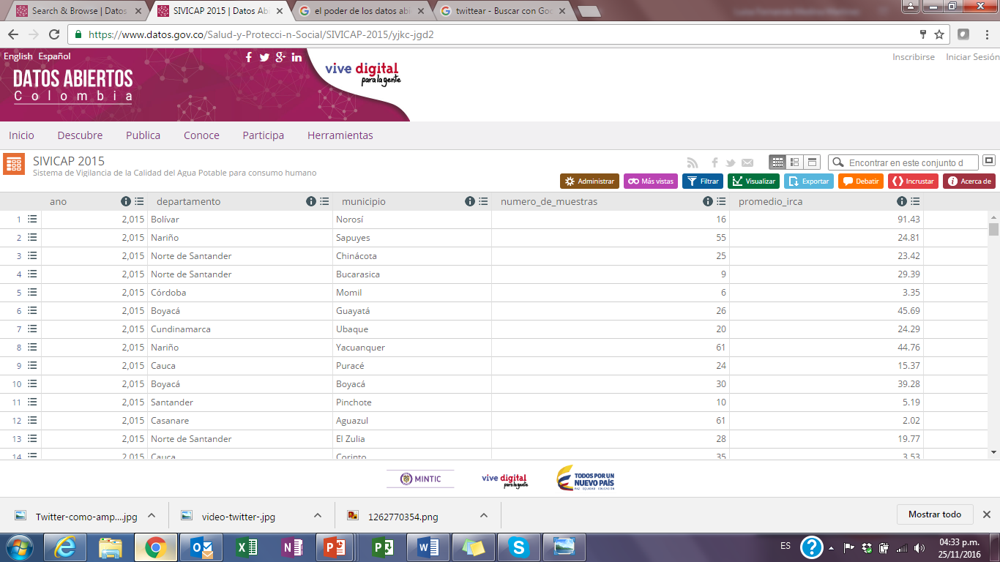 Search & Browse | Datos
SIVICAP 2015 | Datos Abi
el poder de los datos abi
twittear - Buscar con Goo
https://www.datos.gov.co/Salud-y-Protecci-n-Social/SIVICAP-2015/yjkc-jgd2
English Español
Inscribirse Iniciar Sesión
DATOS ABIERTOS
Colombia
vive digital
para la gente
Inicio Descubre Publica Conoce Participa Herramientas
SIVICAP 2015
Sistema de Vigilancia de la Calidad del Agua Potable para consumo humano
Encontrar en este conjunto d
Administrar Más vistas Filtrar Visualizar Exportar Debatir Incrustar Acerca de
ano departamento municipio numero_de_muestras promedio_irca
1 2,015 Bolívar Norosí 16 91.43
2 2,015 Nariño Sapuyes 55 24.81
3 2,015 Norte de Santander Chinácota 25 23.42
4 2,015 Norte de Santander Bucarasica 9 29.39
5 2,015 Córdoba Momil 6 3.35
6 2,015 Boyacá Guayatá 26 45.69
7 2,015 Cundinamarca Ubaque 20 24.29
8 2,015 Nariño Yacuanquer 61 44.76
9 2,015 Cauca Puracé 24 15.37
10 2,015 Boyacá Boyacá 30 39.28
11 2,015 Santander Pinchote 10 5.19
12 2,015 Casanare Aguazul 61 2.02
13 2,015 Norte de Santander El Zulia 28 19.77
14 2,015 Cauca Corinto 35 3.53
MINTIC
vive digital
para la gente
TODOS POR UN
NUEVO PAÍS
PAZ EQUIDAD EDUCACIÓN
Twitter-como-amp....jpg
video-twitter-.jpg
1262770354.png
Mostrar todo
ES
04:33 p.m.
25/11/2016